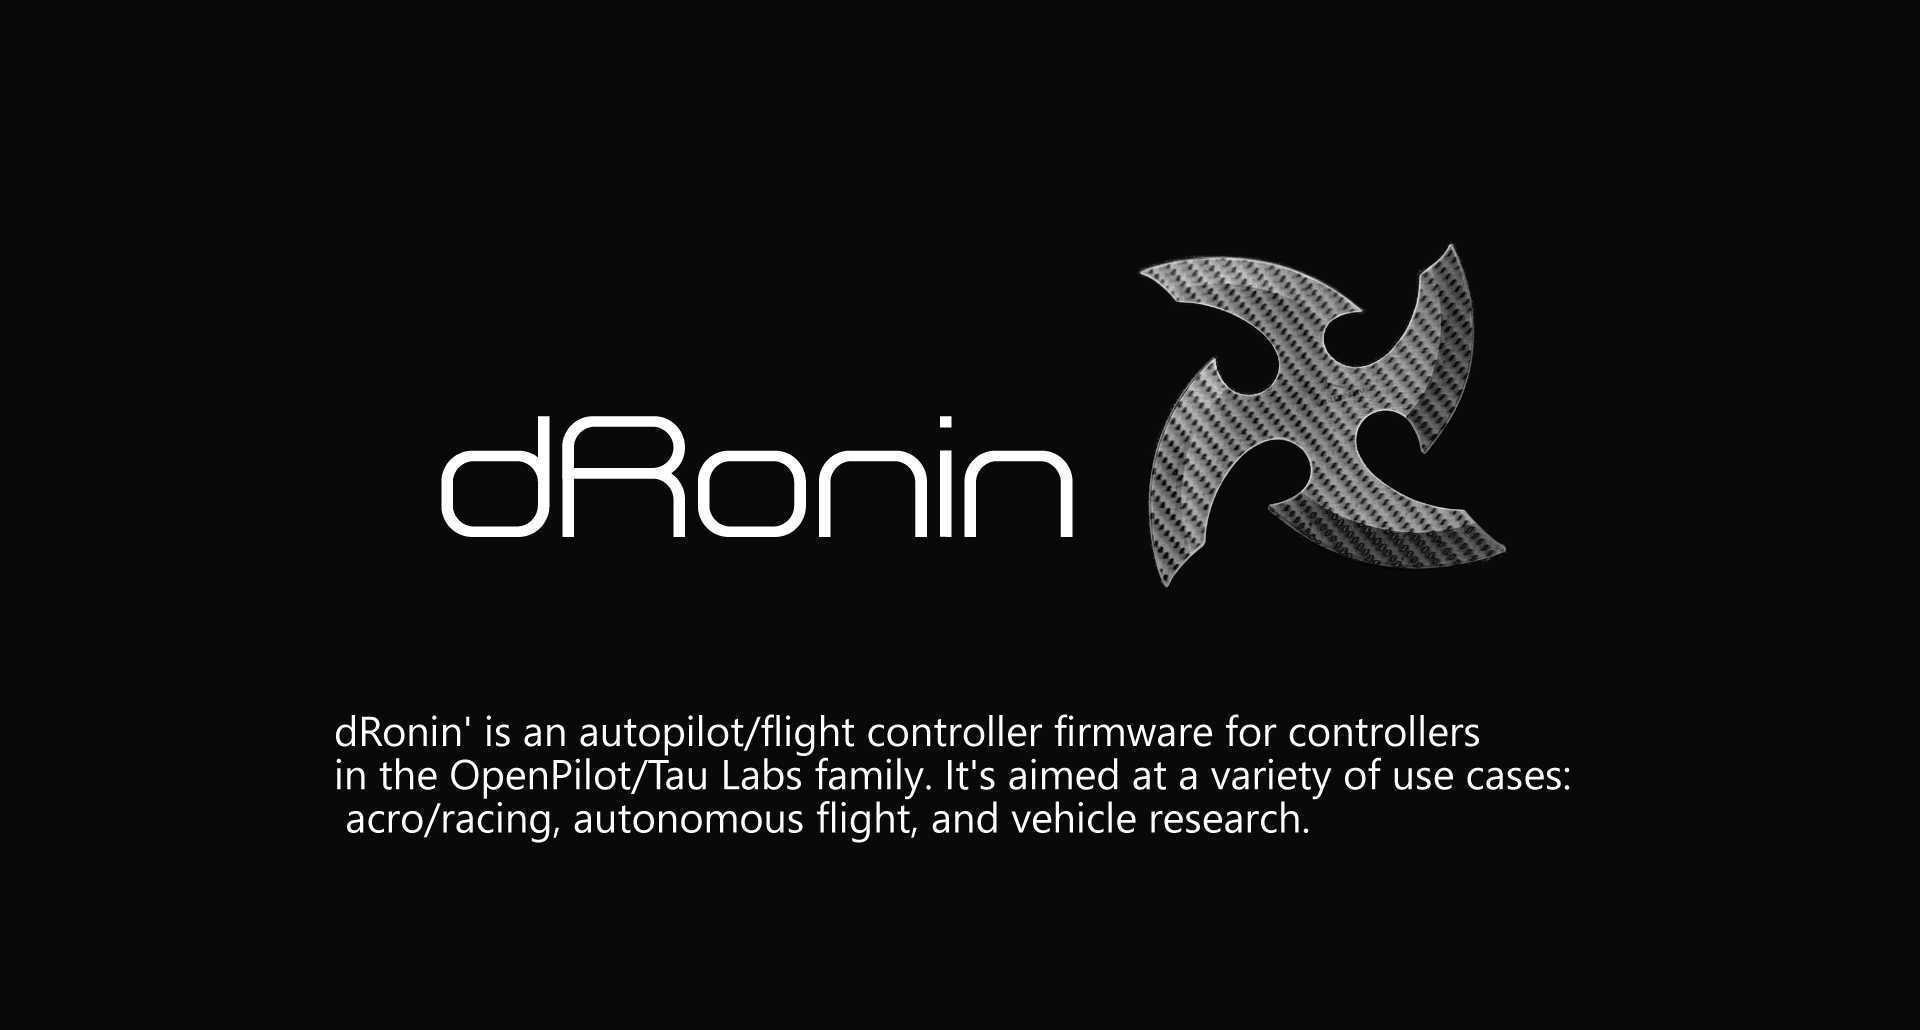 dRonin
dRonin' is an autopilot/flight controller firmware for controllers
in the OpenPilot/Tau Labs family. It's aimed at a variety of use cases:
acro/racing, autonomous flight, and vehicle research.